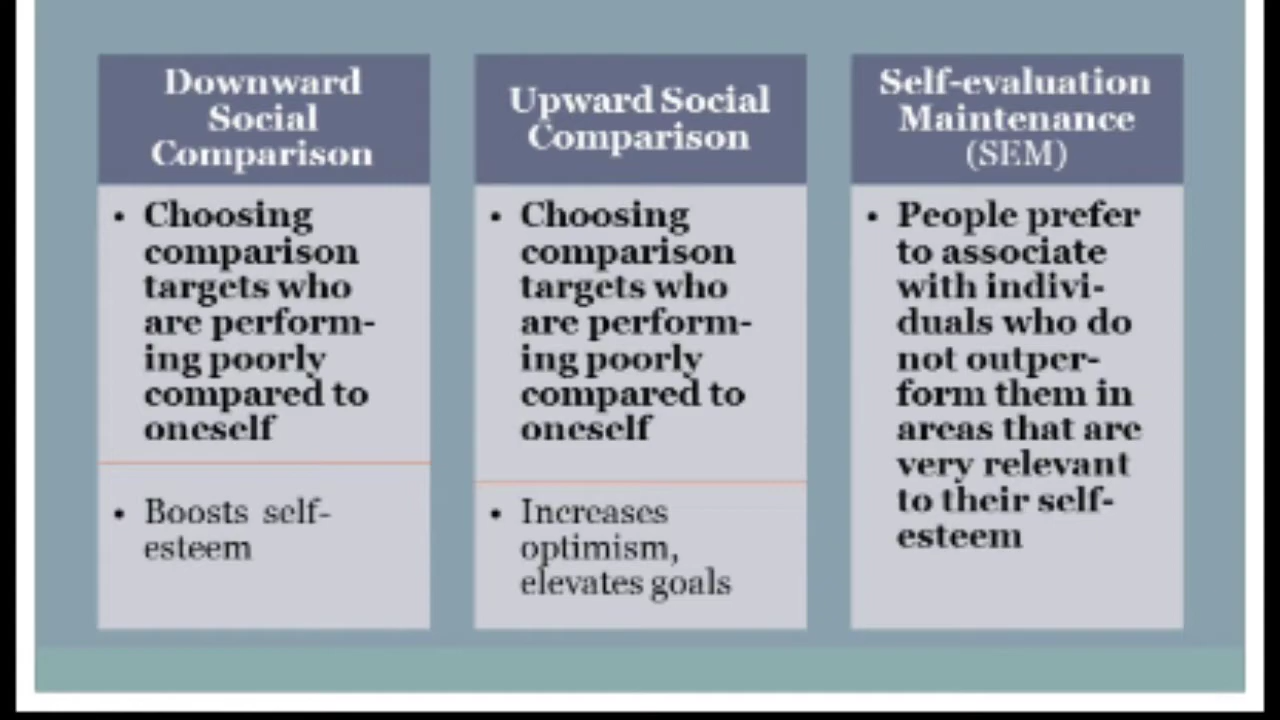 Downward
Social
Comparison
• Choosing
comparison
targets who
are perform-
ing poorly
compared to
oneself
• Boosts self-
esteem
Upward Social
Comparison
• Choosing
comparison
targets who
are perform-
ing poorly
compared to
oneself
• Increases
optimism,
elevates goals
Self-evaluation
Maintenance
(SEM)
• People prefer
to associate
with indivi-
duals who do
not outper-
form them in
areas that are
very relevant
to their self-
esteem